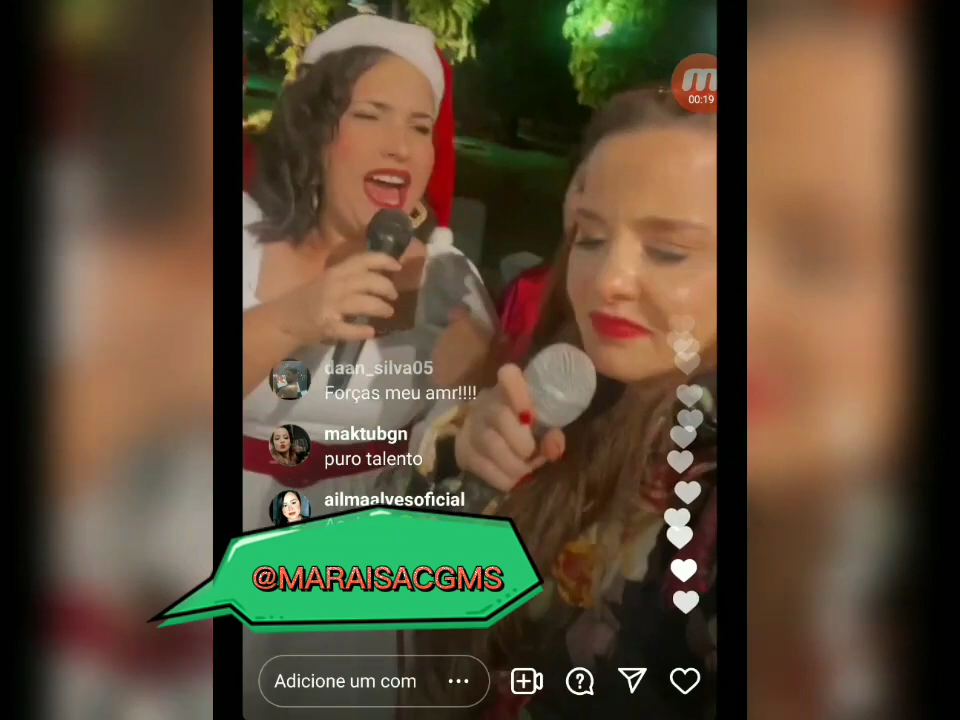 m
00:19
daan_silva05
Forças meu amr!!!!
maktubgn
puro talento
ailmaalvesoficial
@MARAISACGMS
Adicione um com